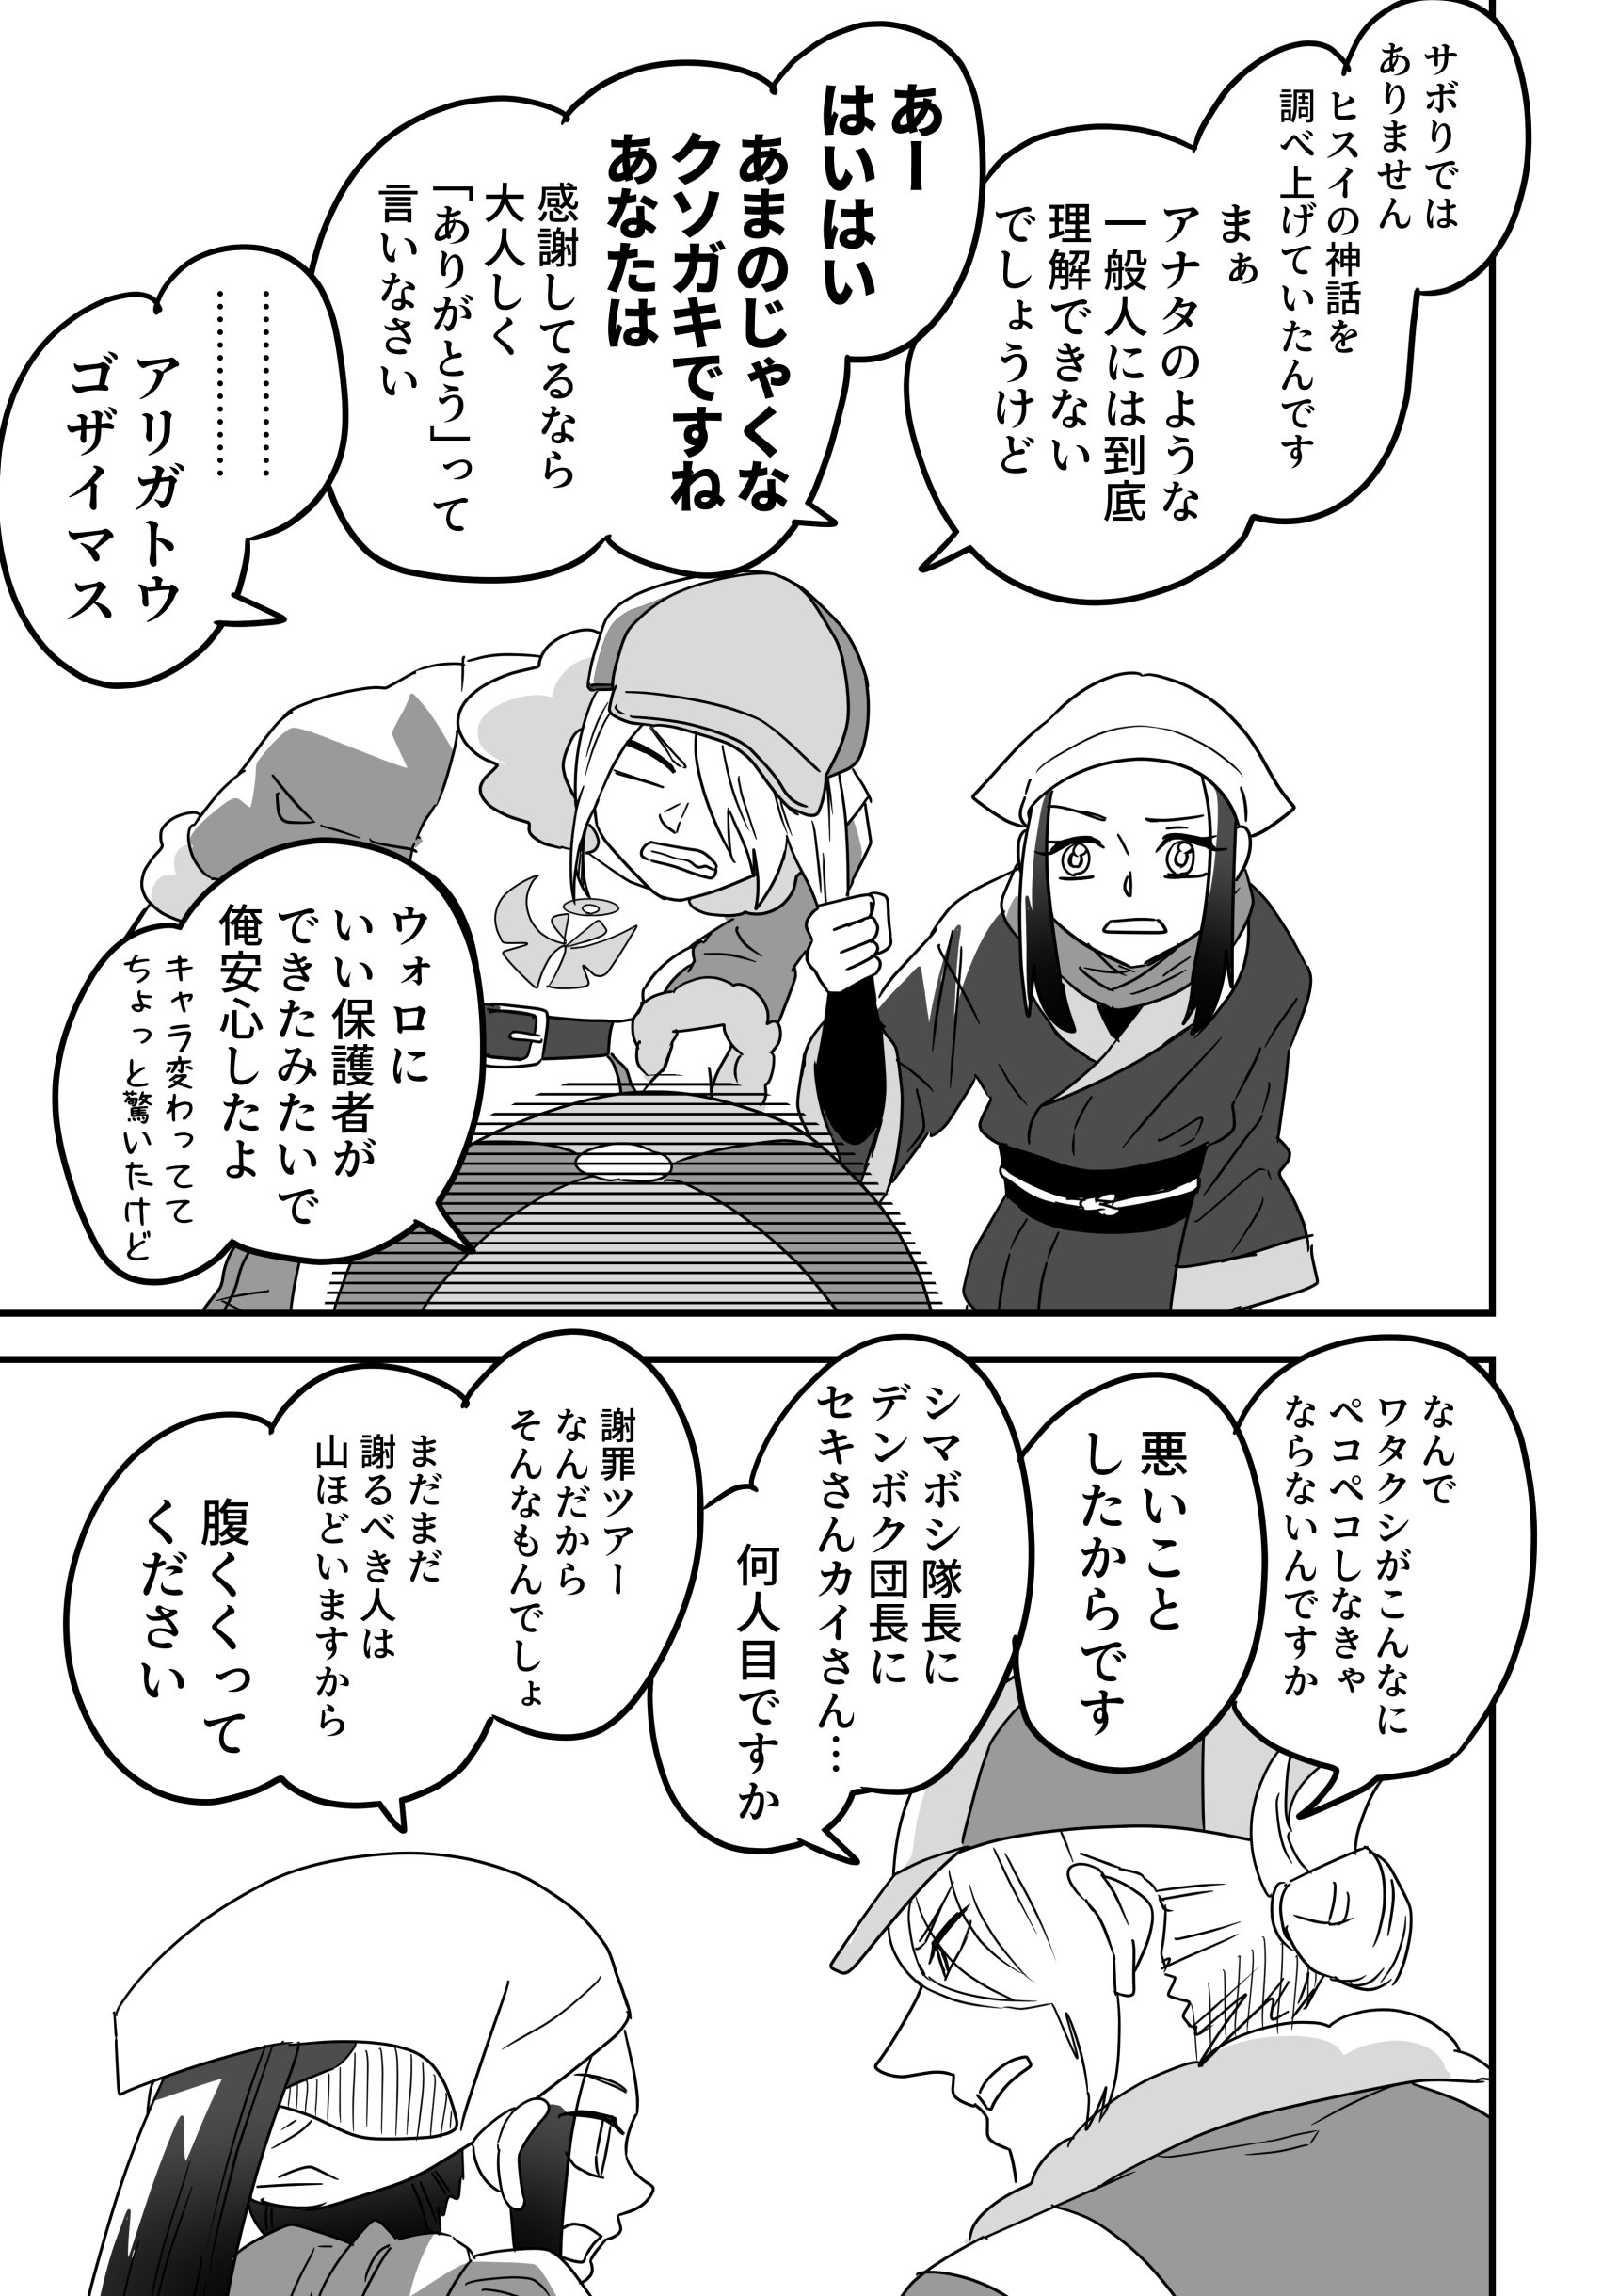 サボりでは
ありません
ヒスイの神話を
調べ上げていたんです
まぁ
アナタのような
一般人には到底
理解できない
でしょうけど
あー
はいはい
あまのじゃくな
クソガキですね
あなたは
感謝してるなら
大人しく
「ありがとう」って
言いなさい
…………
…………
アリガトウ
ゴザイマス
ウォロに
いい保護者が
できたみたいで
俺安心したよ
キャラ変わってて
ちょっと驚いたけど
なんで
ワタクシがこんなに
ペコペコしなきゃ
ならないんですか
悪いこと
したからです
シマボシ隊長に
デンボク団長に
セキさんカイさん…
何人目ですか
謝罪ツアー
なんだから
そんなもんでしょ
まだまだ
謝るべき人は
山ほどいますから
腹くくって
ください